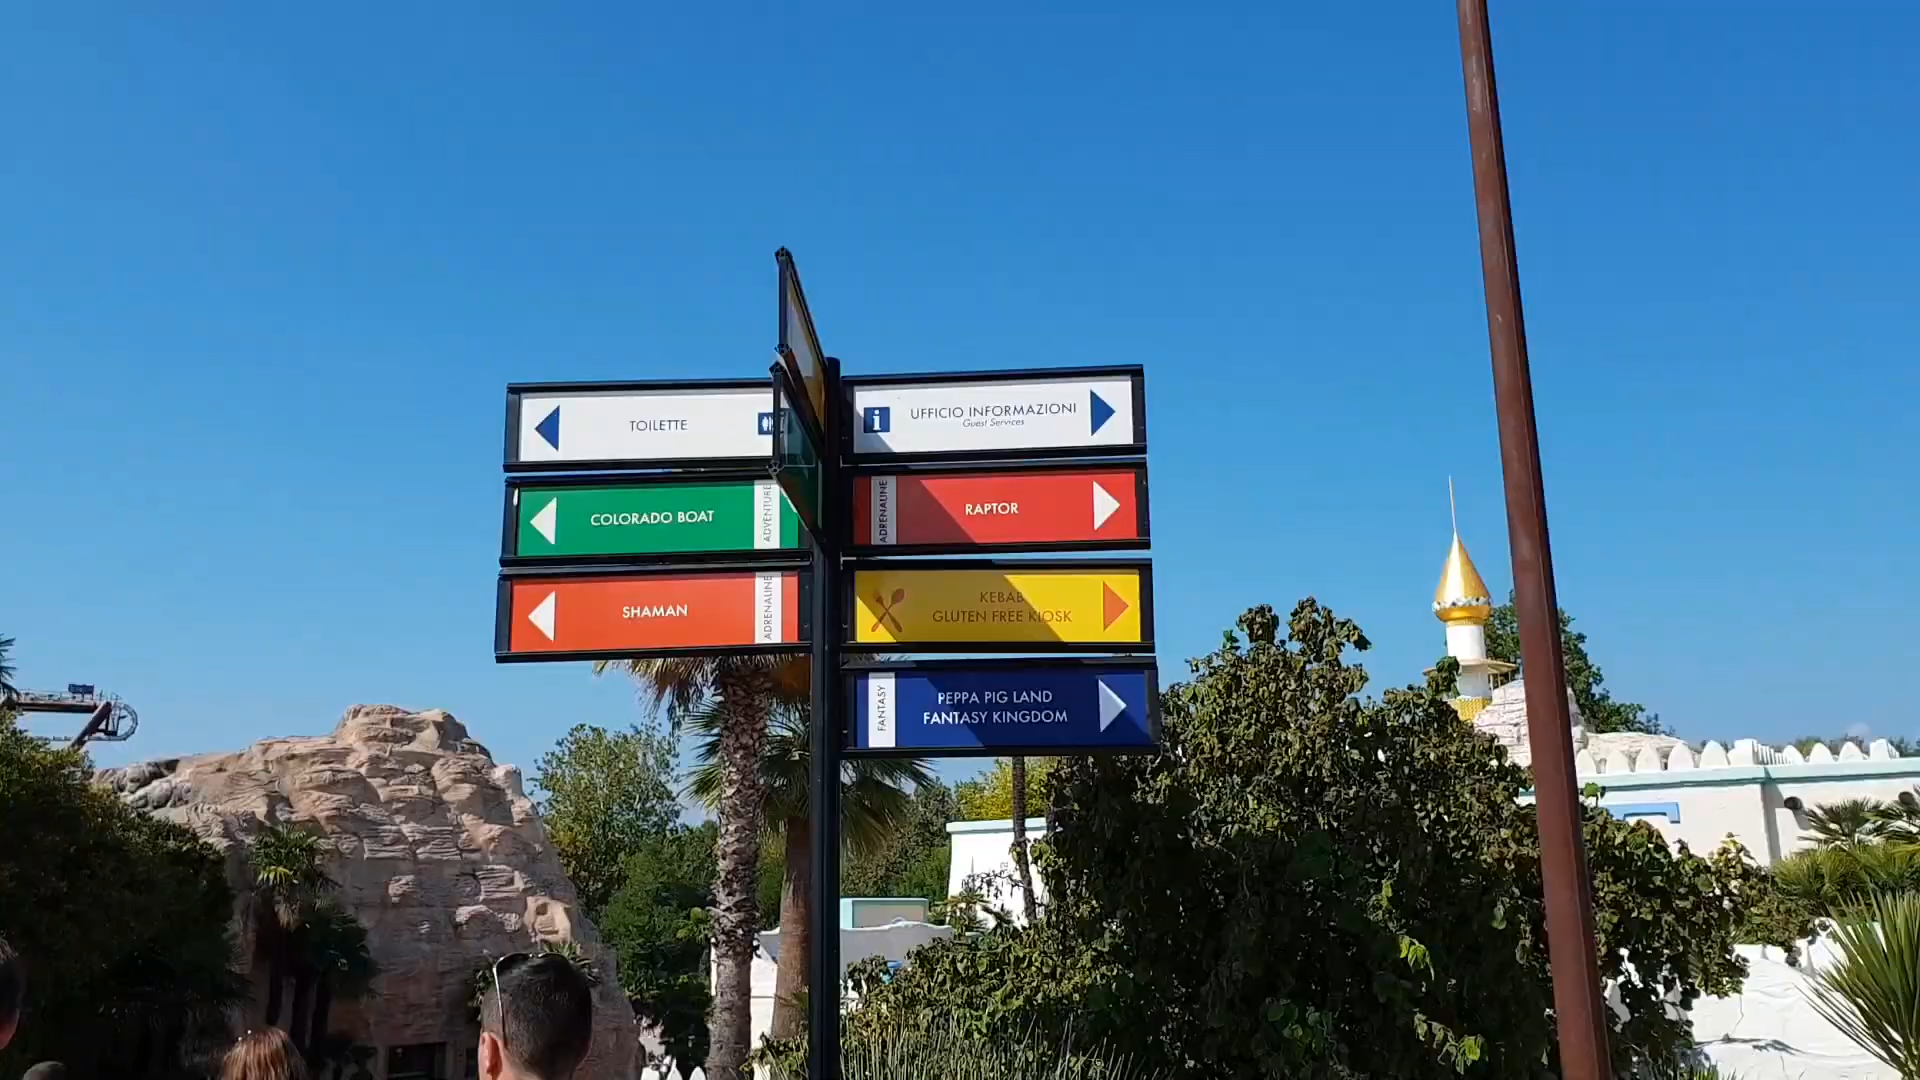 TOILETTE
COLORADO BOAT
ADVENTURE
SHAMAN
ADRENALINE
i
UFFICIO INFORMAZIONI
Guest Services
ADRENALINE
RAPTOR
KEBAB
GLUTEN FREE KIOSK
FANTASY
PEPPA PIG LAND
FANTASY KINGDOM